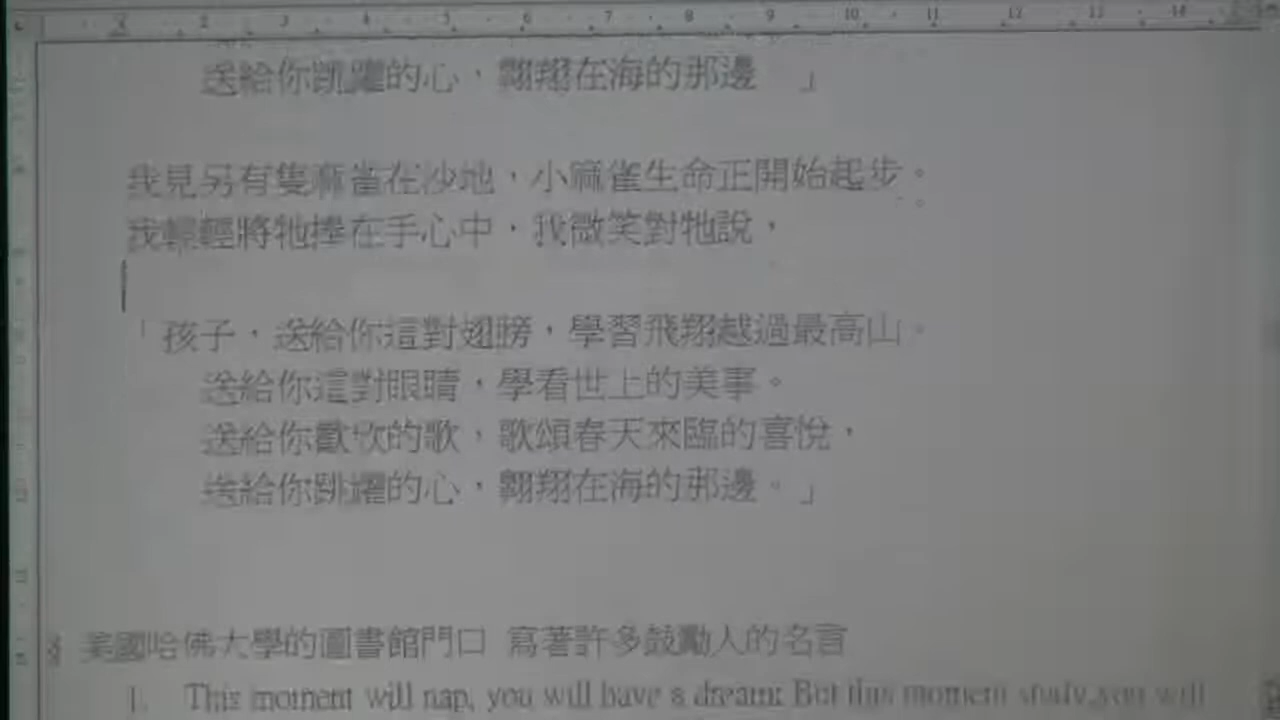 送給你跳躍的心，翱翔在海的那邊 」
我見另有隻麻雀在沙地，小麻雀生命正開始起步。
我輕輕將牠捧在手心中，我微笑對牠說，
「孩子，送給你這對翅膀，學習飛翔越過最高山。
送給你這對眼睛，學看世上的美事。
送給你歡欣的歌，歌頌春天來臨的喜悅，
送給你跳躍的心，翱翔在海的那邊。」
美國哈佛大學的圖書館門口 寫著許多鼓勵人的名言
1. This moment will nap, you will have a dream; But this moment study,you will